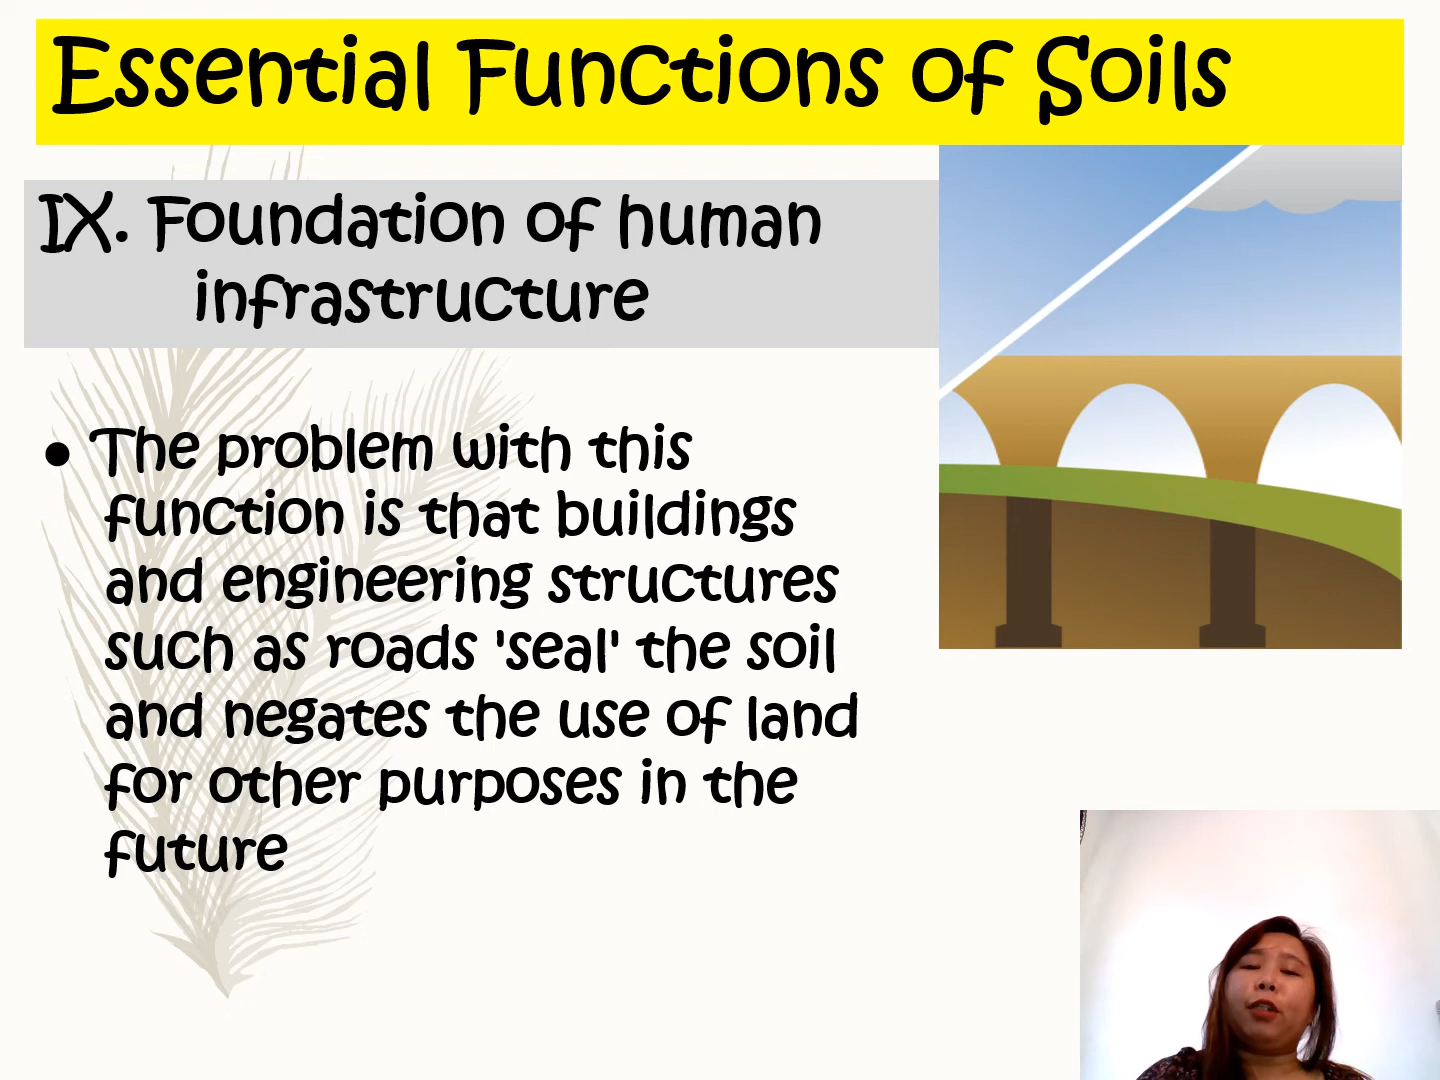 Essential Functions of Soils
IX. Foundation of human
infrastructure
• The problem with this
function is that buildings
and engineering structures
such as roads 'seal' the soil
and negates the use of land
for other purposes in the
future